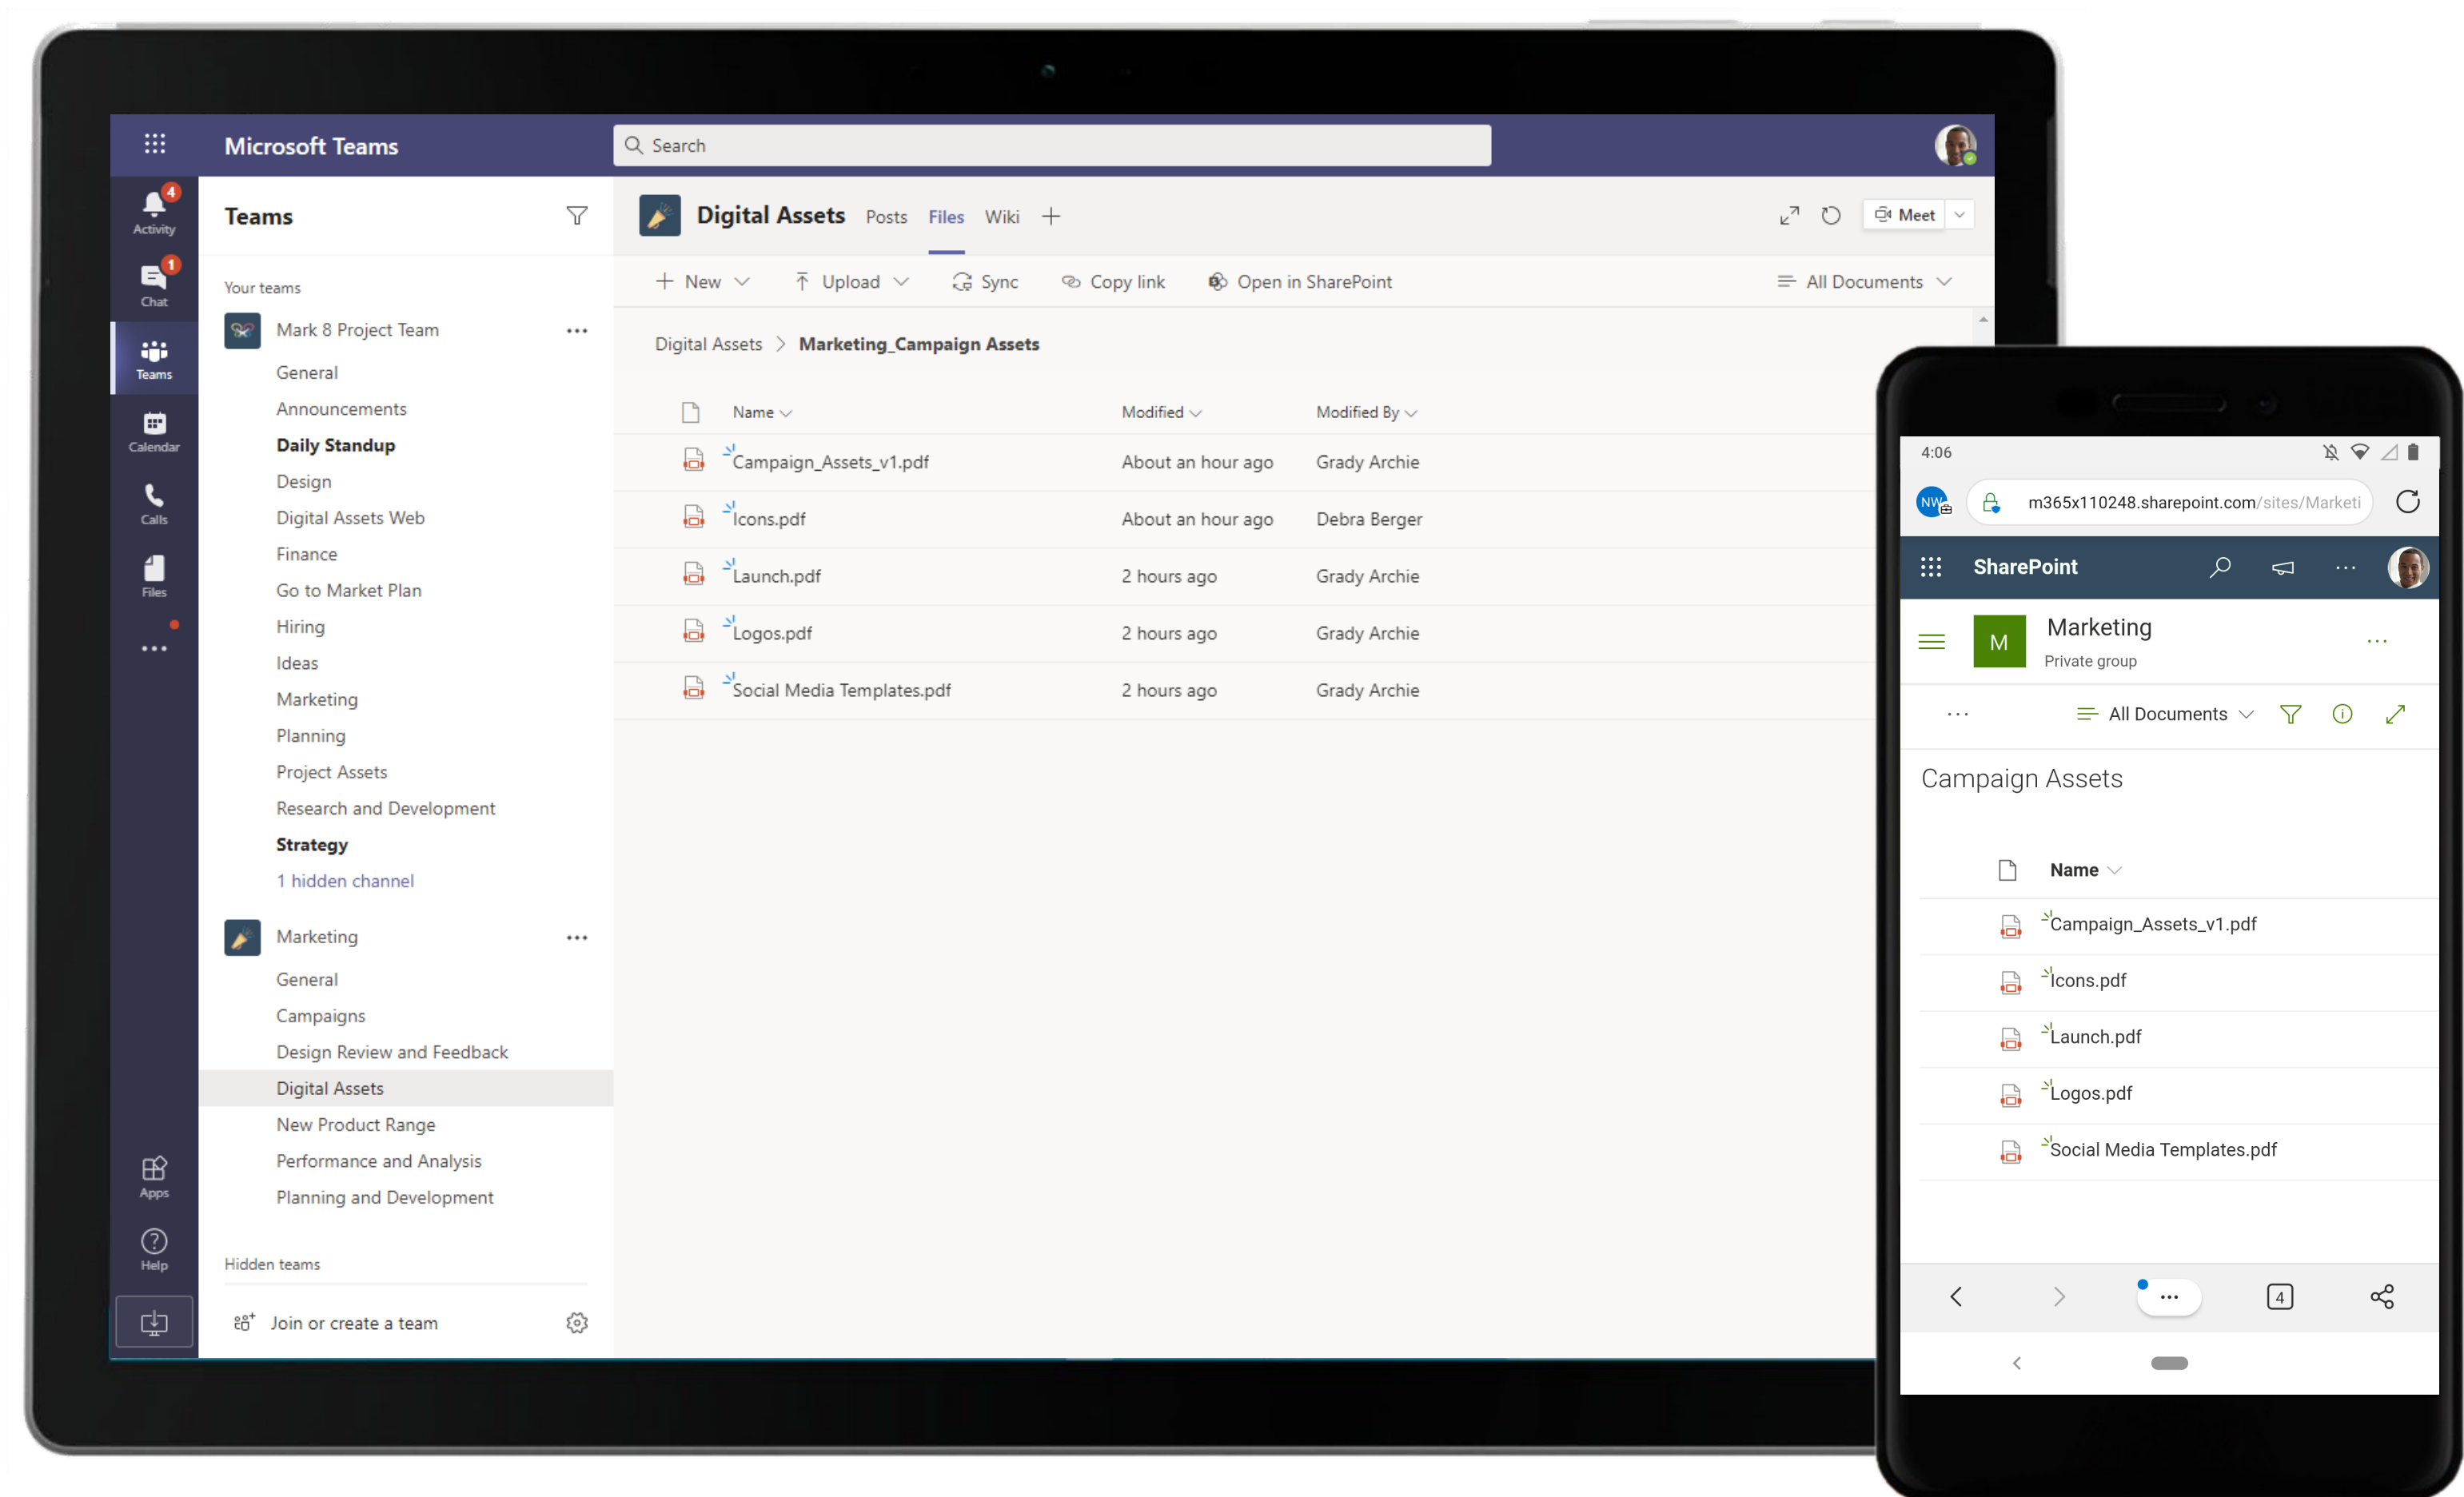 Microsoft Teams
Search
4
Activity
1
Chat
Teams
Calendar
Calls
Files
Apps
Help
Teams
Your teams
Mark 8 Project Team
General
Announcements
Daily Standup
Design
Digital Assets Web
Finance
Go to Market Plan
Hiring
Ideas
Marketing
Planning
Project Assets
Research and Development
Strategy
1 hidden channel
Marketing
General
Campaigns
Design Review and Feedback
Digital Assets
New Product Range
Performance and Analysis
Planning and Development
Hidden teams
Join or create a team
Digital Assets Posts Files Wiki
Meet
New Upload Sync Copy link Open in SharePoint All Documents
Digital Assets > Marketing_Campaign Assets
Name Modified Modified By
Campaign_Assets_v1.pdf About an hour ago Grady Archie
Icons.pdf About an hour ago Debra Berger
Launch.pdf 2 hours ago Grady Archie
Logos.pdf 2 hours ago Grady Archie
Social Media Templates.pdf 2 hours ago Grady Archie
4:06
NW
m365x110248.sharepoint.com/sites/Marketi
SharePoint
M
Marketing
Private group
All Documents
Campaign Assets
Name
Campaign_Assets_v1.pdf
Icons.pdf
Launch.pdf
Logos.pdf
Social Media Templates.pdf
4